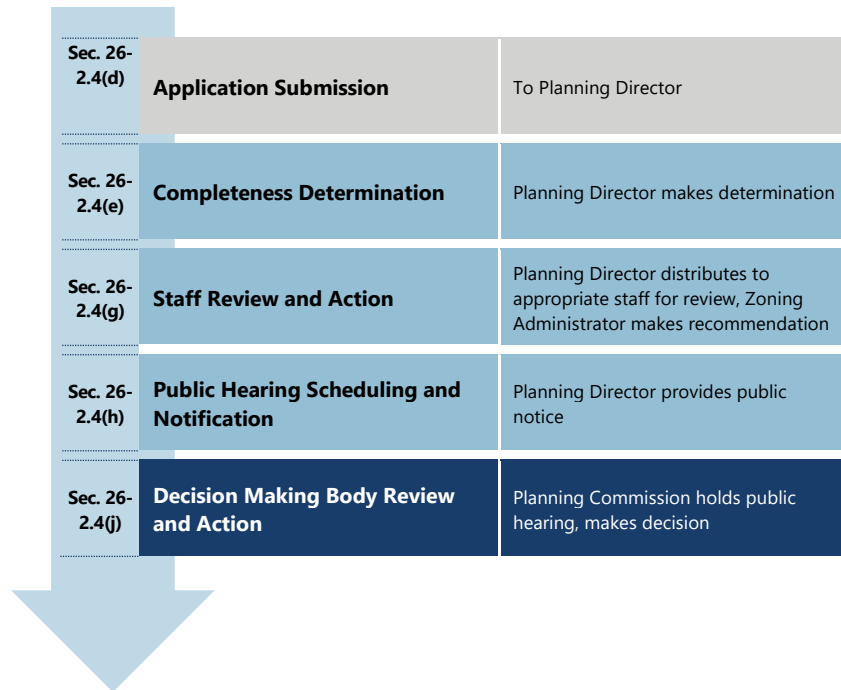 Sec. 26-
2.4(d)
Application Submission
To Planning Director
Sec. 26-
2.4(e)
Completeness Determination
Planning Director makes determination
Sec. 26-
2.4(g)
Staff Review and Action
Planning Director distributes to
appropriate staff for review, Zoning
Administrator makes recommendation
Sec. 26-
2.4(h)
Public Hearing Scheduling and
Notification
Planning Director provides public
notice
Sec. 26-
2.4(j)
Decision Making Body Review
and Action
Planning Commission holds public
hearing, makes decision